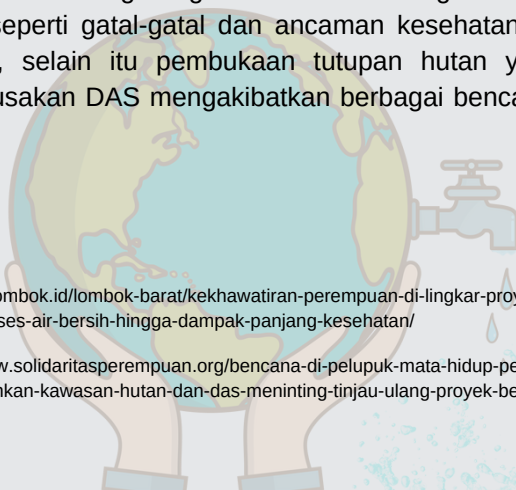 seperti gatal-gatal dan ancaman kesehatan
, selain itu pembukaan tutupan hutan y
usakan DAS mengakibatkan berbagai benca
ombok.id/lombok-barat/kekhawatiran-perempuan-di-lingkar-proy
ses-air-bersih-hingga-dampak-panjang-kesehatan/
w.solidaritasperempuan.org/bencana-di-pelupuk-mata-hidup-pe
nkan-kawasan-hutan-dan-das-meninting-tinjau-ulang-proyek-be